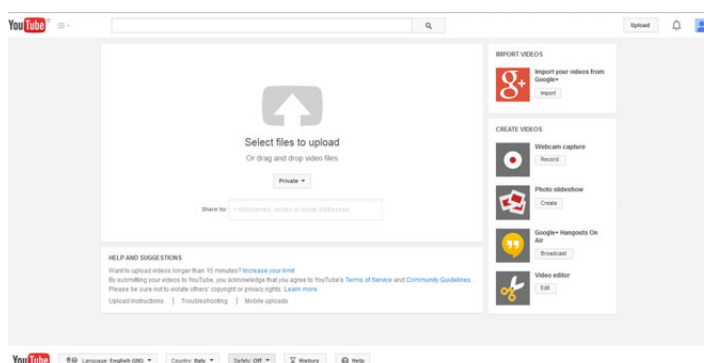 YouTube
Upload
Select files to upload
Or drag and drop video files
Private
Share to: + Add names, circles or email addresses
IMPORT VIDEOS
Import your videos from
Google+
Import
CREATE VIDEOS
Webcam capture
Record
Photo slideshow
Create
Google+ Hangouts On
Air
Broadcast
Video editor
Edit
HELP AND SUGGESTIONS
Want to upload videos longer than 15 minutes? Increase your limit
By submitting your videos to YouTube, you acknowledge that you agree to YouTube's Terms of Service and Community Guidelines.
Please be sure not to violate others' copyright or privacy rights. Learn more
Upload instructions | Troubleshooting | Mobile uploads
YouTube Language: English (UK) Country: Italy Safety: Off History Help